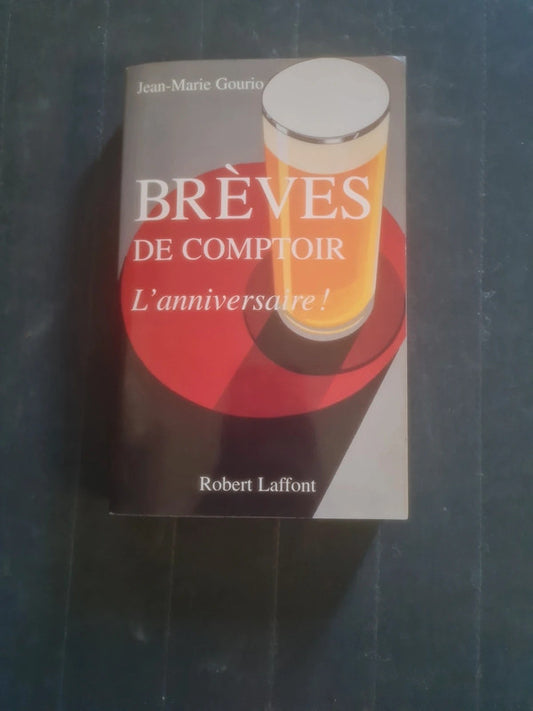 Jean-Marie Gourio
BRÈVES
DE COMPTOIR
L'anniversaire !
Robert Laffont